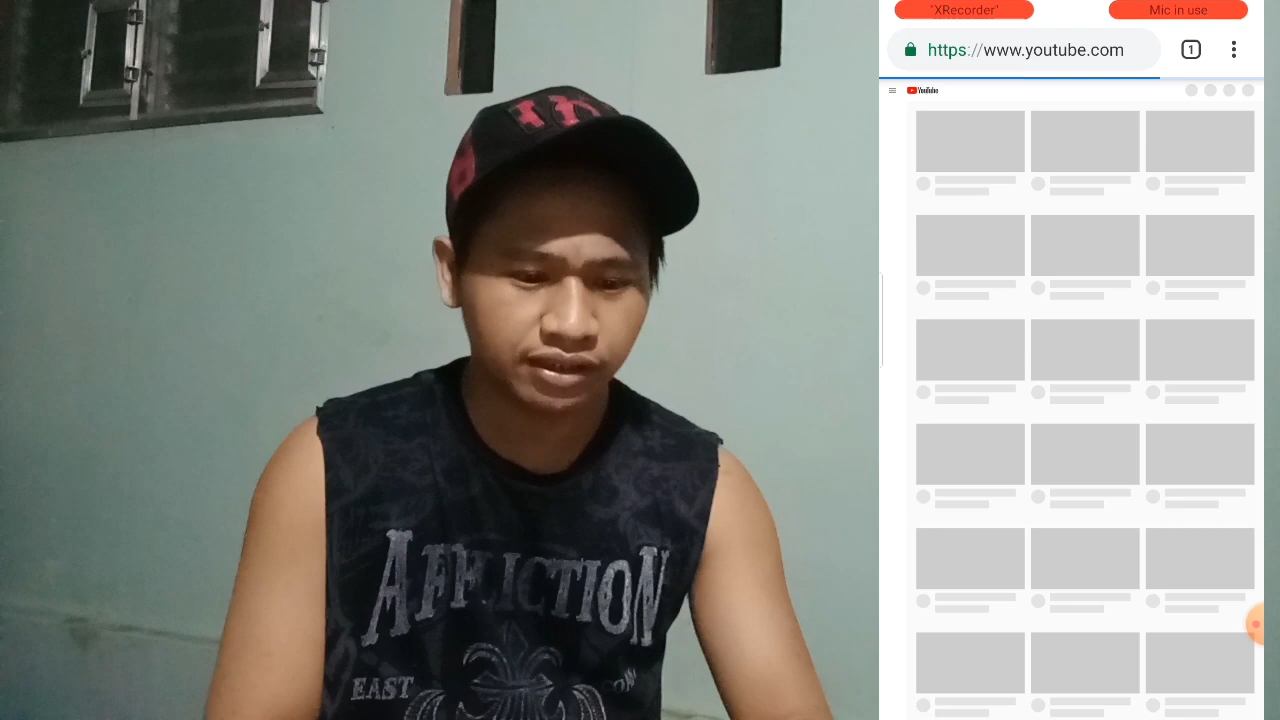 "XRecorder"
Mic in use
https://www.youtube.com
1
YouTube
AFFLICTION
EAST